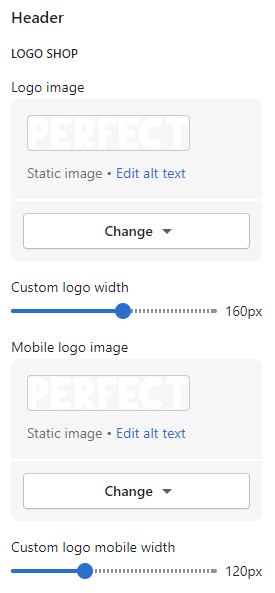 Header
LOGO SHOP
Logo image
PERFECT
Static image • Edit alt text
Change
Custom logo width
160px
Mobile logo image
PERFECT
Static image • Edit alt text
Change
Custom logo mobile width
120px